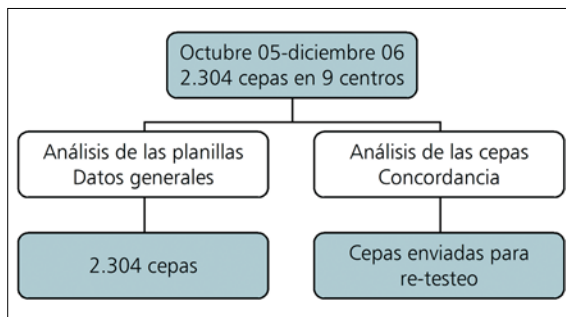 Octubre 05-diciembre 06
2.304 cepas en 9 centros
Análisis de las planillas
Datos generales
Análisis de las cepas
Concordancia
2.304 cepas
Cepas enviadas para
re-testeo